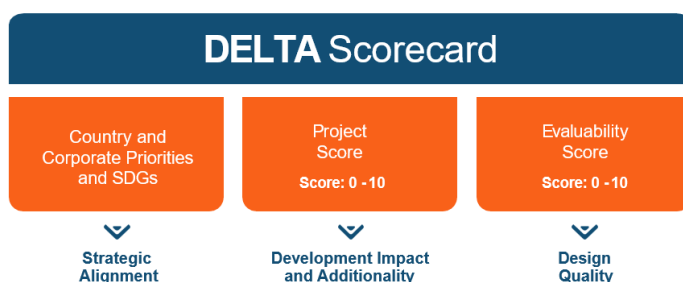 DELTA Scorecard
Country and
Corporate Priorities
and SDGs
Project
Score
Score: 0 - 10
Evaluability
Score
Score: 0 - 10
Strategic
Alignment
Development Impact
and Additionality
Design
Quality